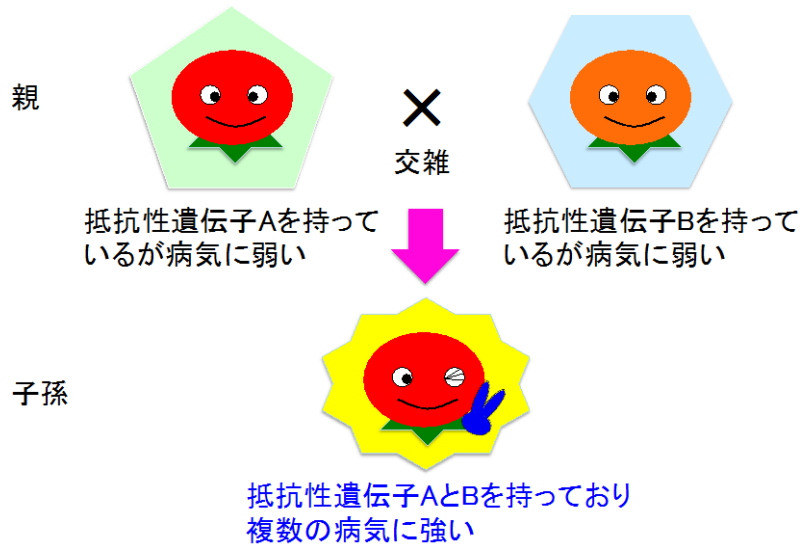 親
×
交雑
抵抗性遺伝子Aを持って
いるが病気に弱い
抵抗性遺伝子Bを持って
いるが病気に弱い
子孫
抵抗性遺伝子AとBを持っており
複数の病気に強い